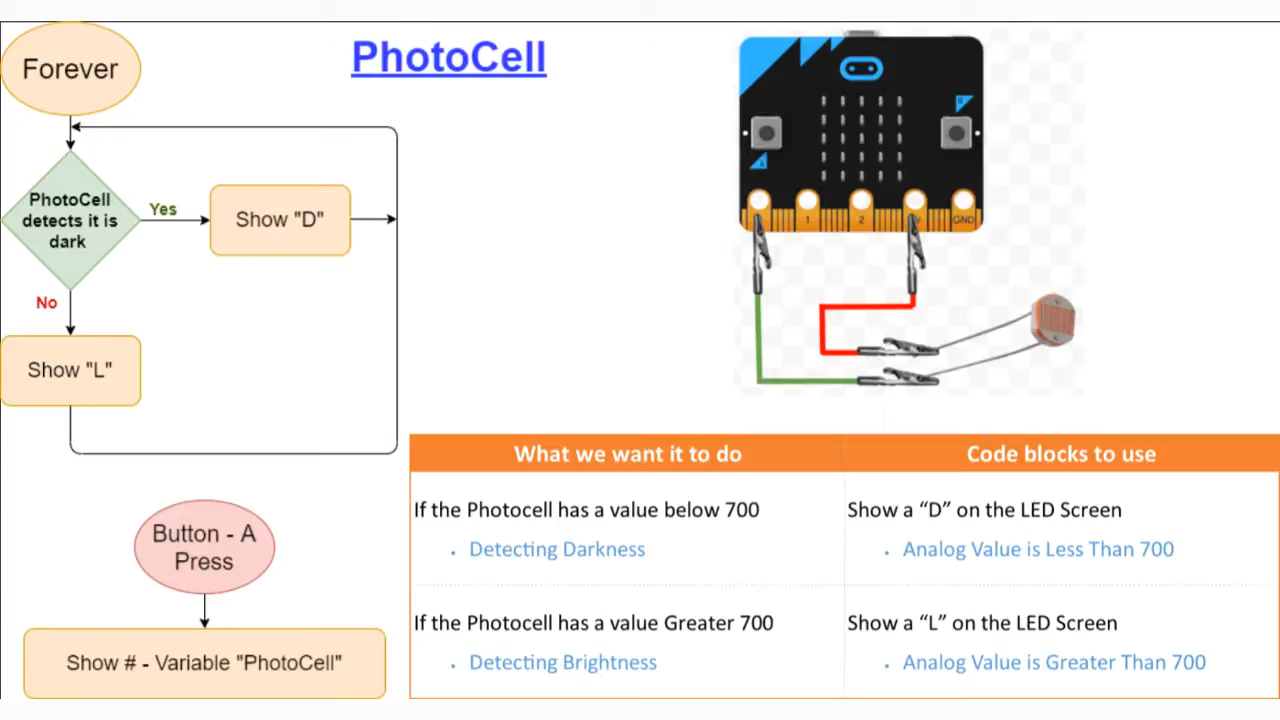 PhotoCell
Forever
PhotoCell
detects it is
dark
Yes
Show "D"
No
Show "L"
Button - A
Press
Show # - Variable "PhotoCell"
A
B
1
2
GND
What we want it to do
Code blocks to use
If the Photocell has a value below 700
• Detecting Darkness
Show a “D” on the LED Screen
• Analog Value is Less Than 700
If the Photocell has a value Greater 700
• Detecting Brightness
Show a “L” on the LED Screen
• Analog Value is Greater Than 700